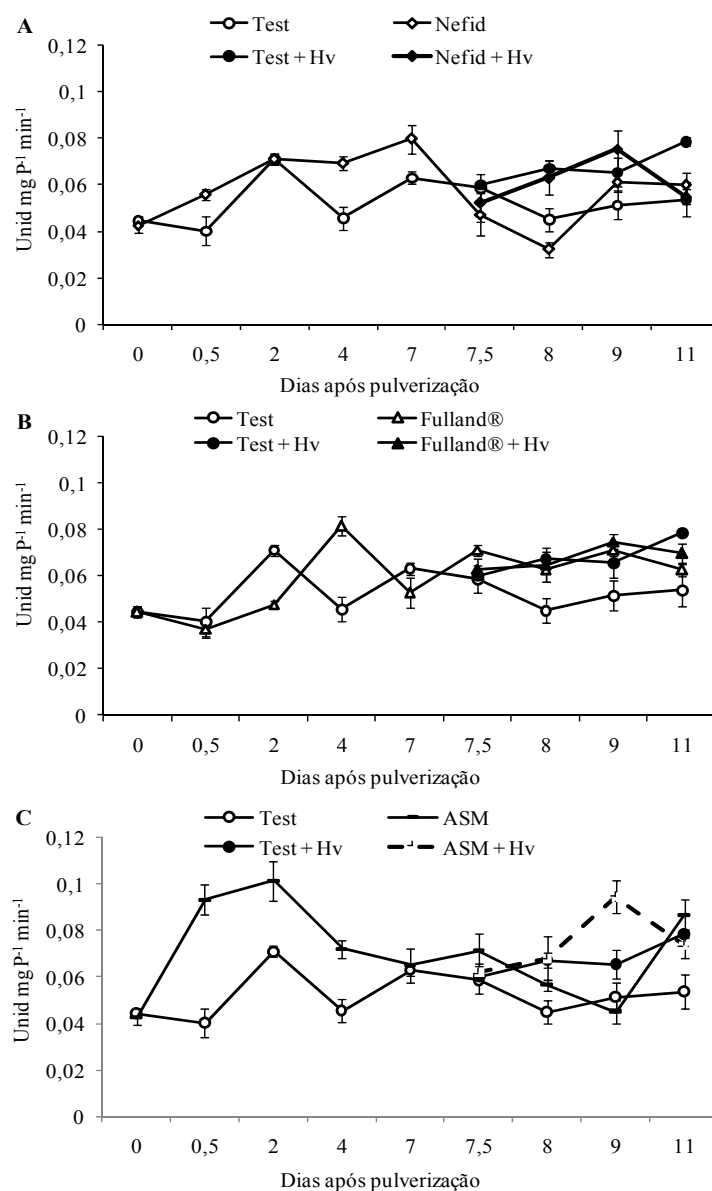 A
Test Nefid
Test + Hv Nefid + Hv
0,12
0,1
0,08
0,06
0,04
0,02
0
Unid mg P-¹ min-¹
0 0,5 2 4 7 7,5 8 9 11
Dias após pulverização
B
Test Fulland®
Test + Hv Fulland® + Hv
0,12
0,1
0,08
0,06
0,04
0,02
0
Unid mg P-¹ min-¹
0 0,5 2 4 7 7,5 8 9 11
Dias após pulverização
C
Test ASM
Test + Hv ASM + Hv
0,12
0,1
0,08
0,06
0,04
0,02
0
Unid mg P-¹ min-¹
0 0,5 2 4 7 7,5 8 9 11
Dias após pulverização